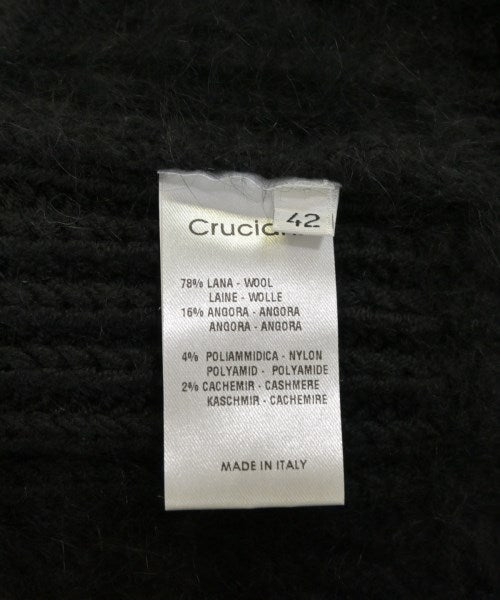 42
78% LANA - WOOL
LAINE - WOLLE
16% ANGORA - ANGORA
ANGORA - ANGORA
4% POLIAMMIDICA - NYLON
POLYAMID - POLYAMIDE
2% CACHEMIR - CASHMERE
KASCHMIR - CACHEMIRE
MADE IN ITALY